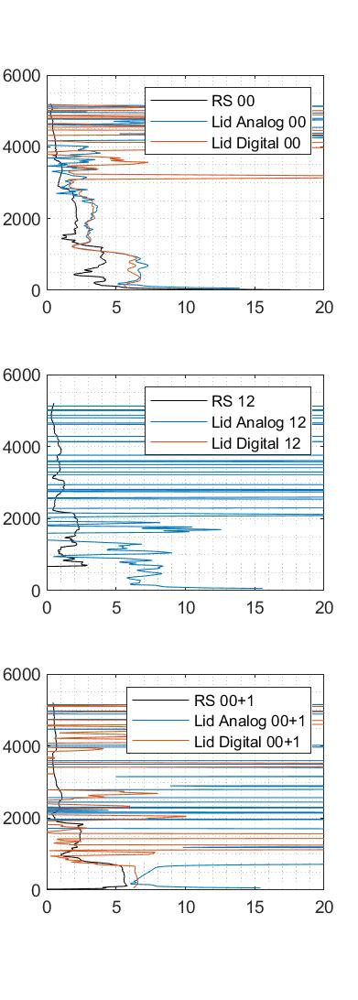 6000
RS 00
Lid Analog 00
Lid Digital 00
4000
2000
0
0 5 10 15 20
6000
RS 12
Lid Analog 12
Lid Digital 12
4000
2000
0
0 5 10 15 20
6000
RS 00+1
Lid Analog 00+1
Lid Digital 00+1
4000
2000
0
0 5 10 15 20